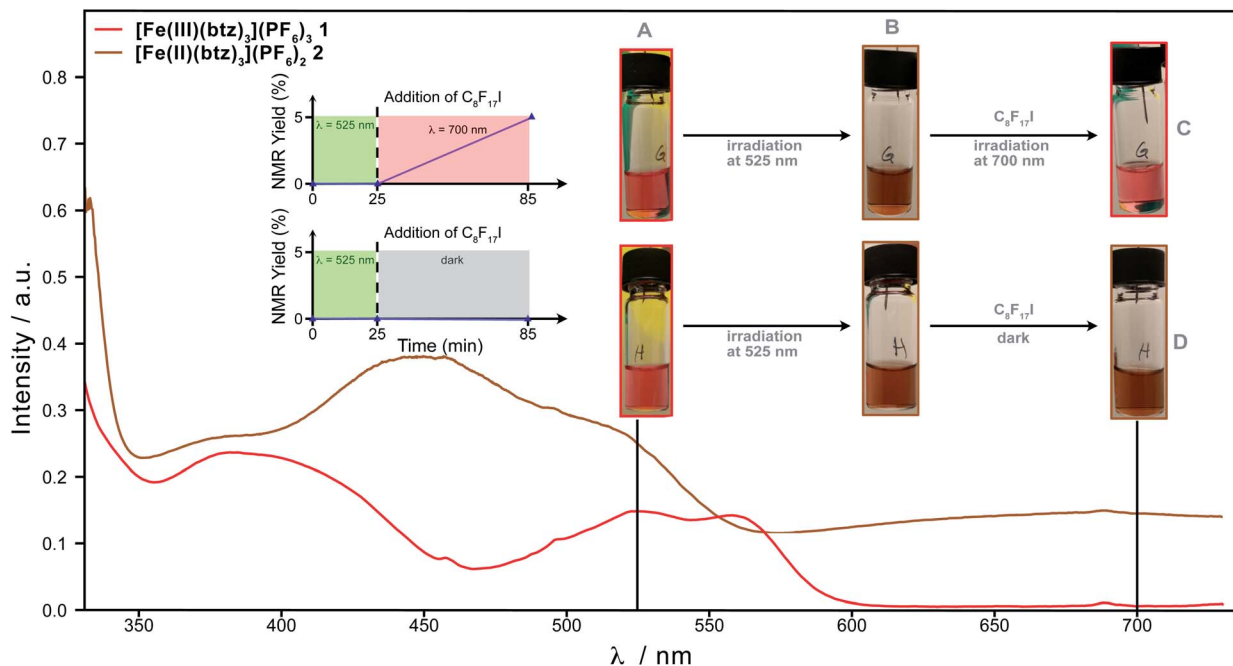 [Fe(III)(btz)₃](PF₆)₃ 1
[Fe(II)(btz)₃](PF₆)₂ 2
Intensity / a.u.
0.8
0.7
0.6
0.5
0.4
0.3
0.2
0.1
0.0
350
400
450
500
550
600
650
700
λ / nm
Addition of C₈F₁₇I
NMR Yield (%)
5
0
λ = 525 nm
λ = 700 nm
0
25
85
Addition of C₈F₁₇I
NMR Yield (%)
5
0
λ = 525 nm
dark
0
25
85
Time (min)
A
B
C
D
G
irradiation
at 525 nm
G
C₈F₁₇I
irradiation
at 700 nm
G
H
irradiation
at 525 nm
H
C₈F₁₇I
dark
H